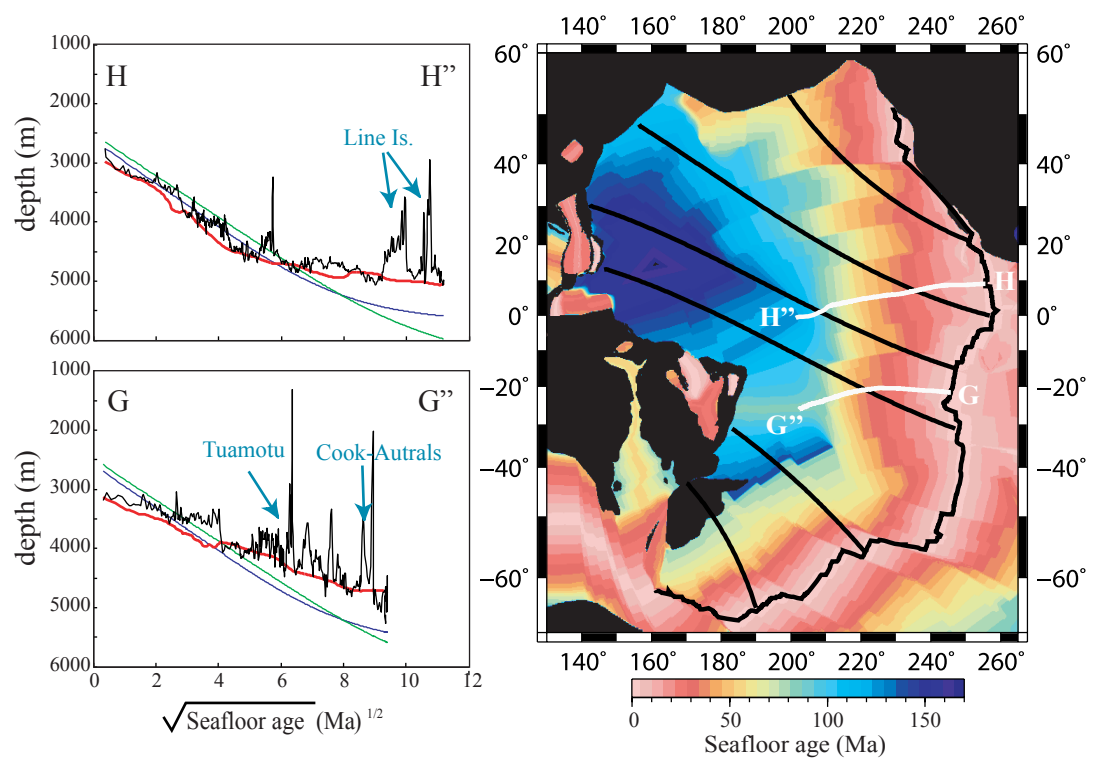 1000
2000
3000
4000
5000
6000
depth (m)
H
H”
Line Is.
1000
2000
3000
4000
5000
6000
depth (m)
G
G”
Tuamotu
Cook-Autrals
0
2
4
6
8
10
12
√Seafloor age (Ma) 1/2
140˚ 160˚ 180˚ 200˚ 220˚ 240˚ 260˚
60˚
40˚
20˚
0˚
−20˚
−40˚
−60˚
60˚
40˚
20˚
0˚
−20˚
−40˚
−60˚
H
H”
G
G”
140˚ 160˚ 180˚ 200˚ 220˚ 240˚ 260˚
0 50 100 150
Seafloor age (Ma)